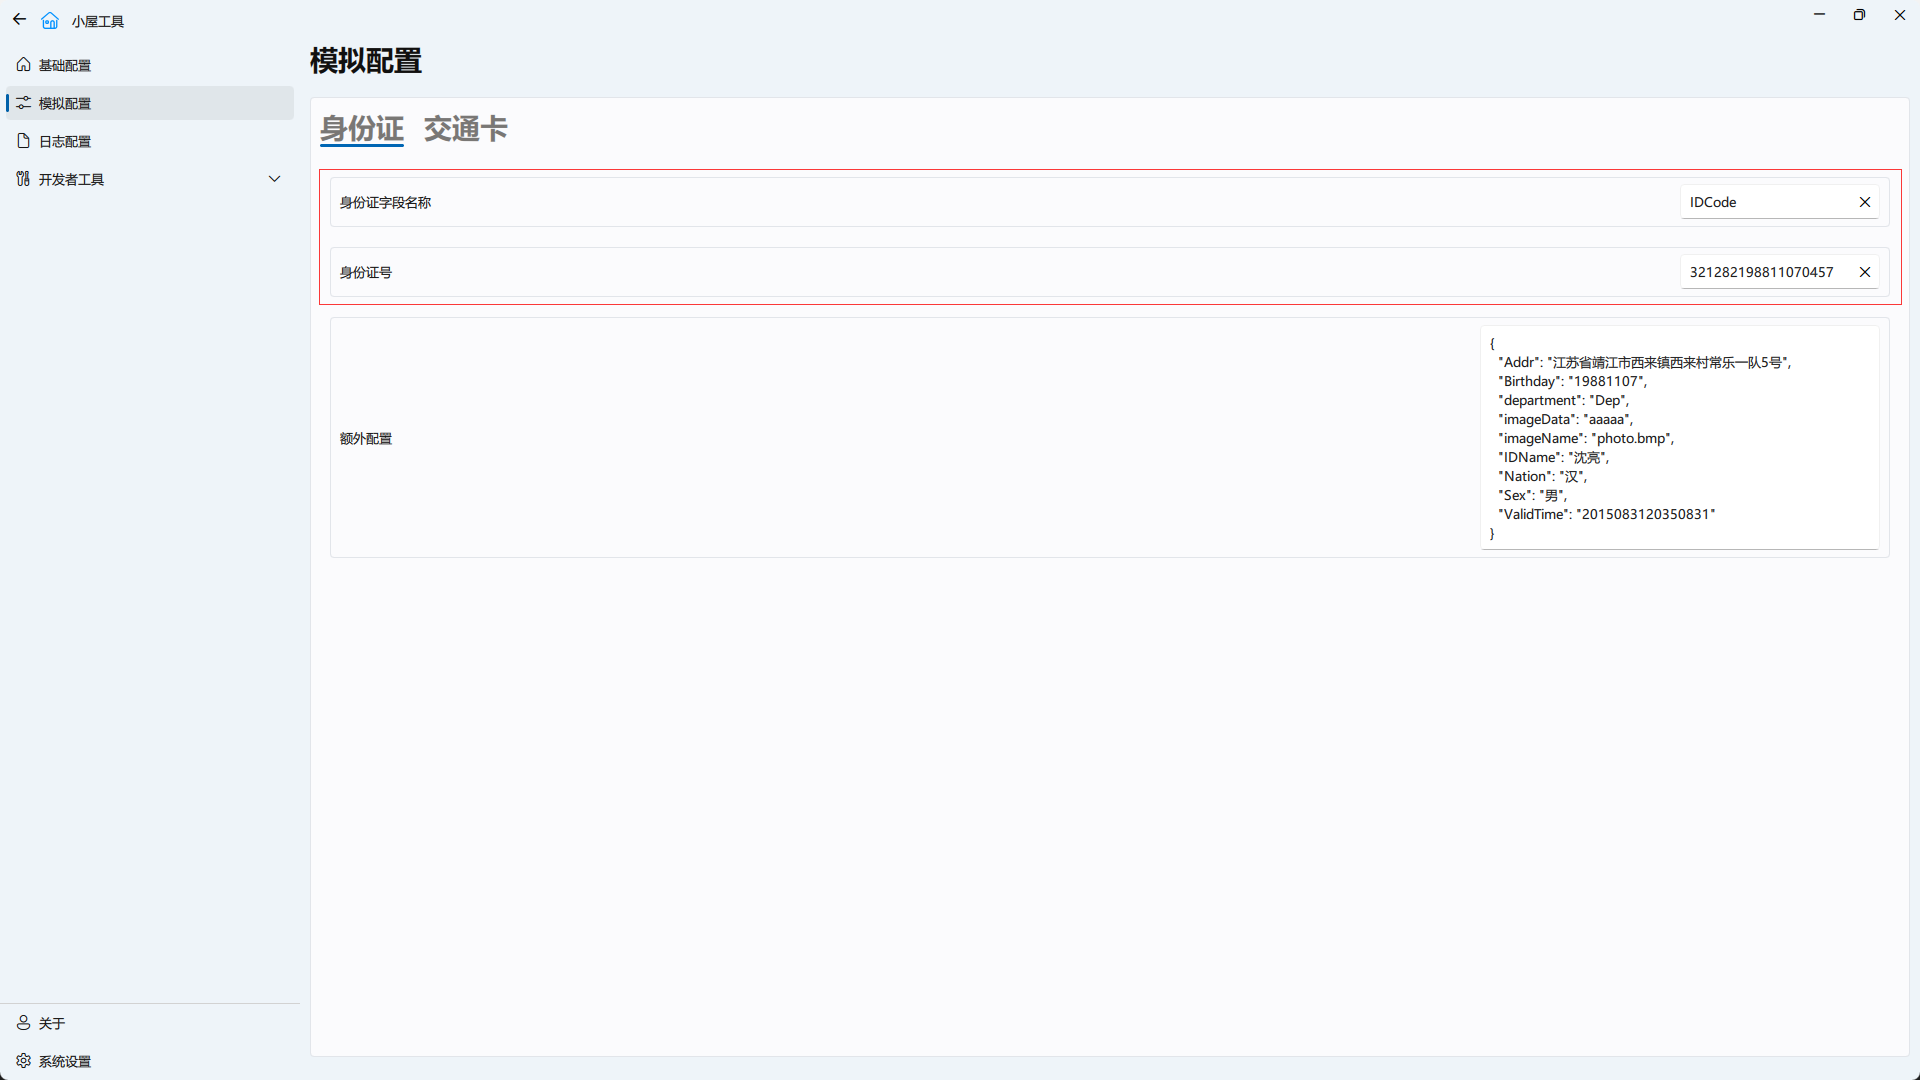 小屋工具
基础配置
模拟配置
日志配置
开发者工具
关于
系统设置
模拟配置
身份证 交通卡
身份证字段名称 IDCode
身份证号 321282198811070457
额外配置
{
"Addr": "江苏省靖江市西来镇西来村常乐一队5号",
"Birthday": "19881107",
"department": "Dep",
"imageData": "aaaaa",
"imageName": "photo.bmp",
"IDName": "沈亮",
"Nation": "汉",
"Sex": "男",
"ValidTime": "2015083120350831"
}